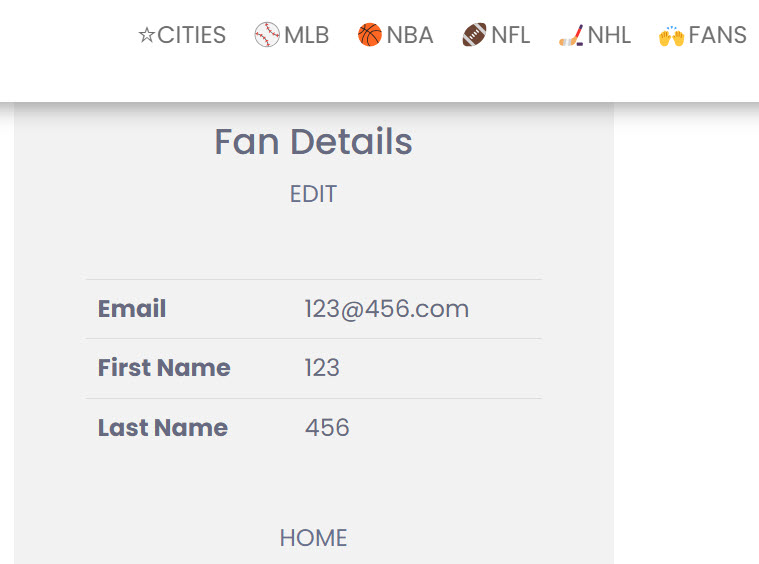 ☆CITIES ⚾MLB 🏀NBA 🏈NFL 🏒NHL 🙌FANS
Fan Details
EDIT
Email 123@456.com
First Name 123
Last Name 456
HOME